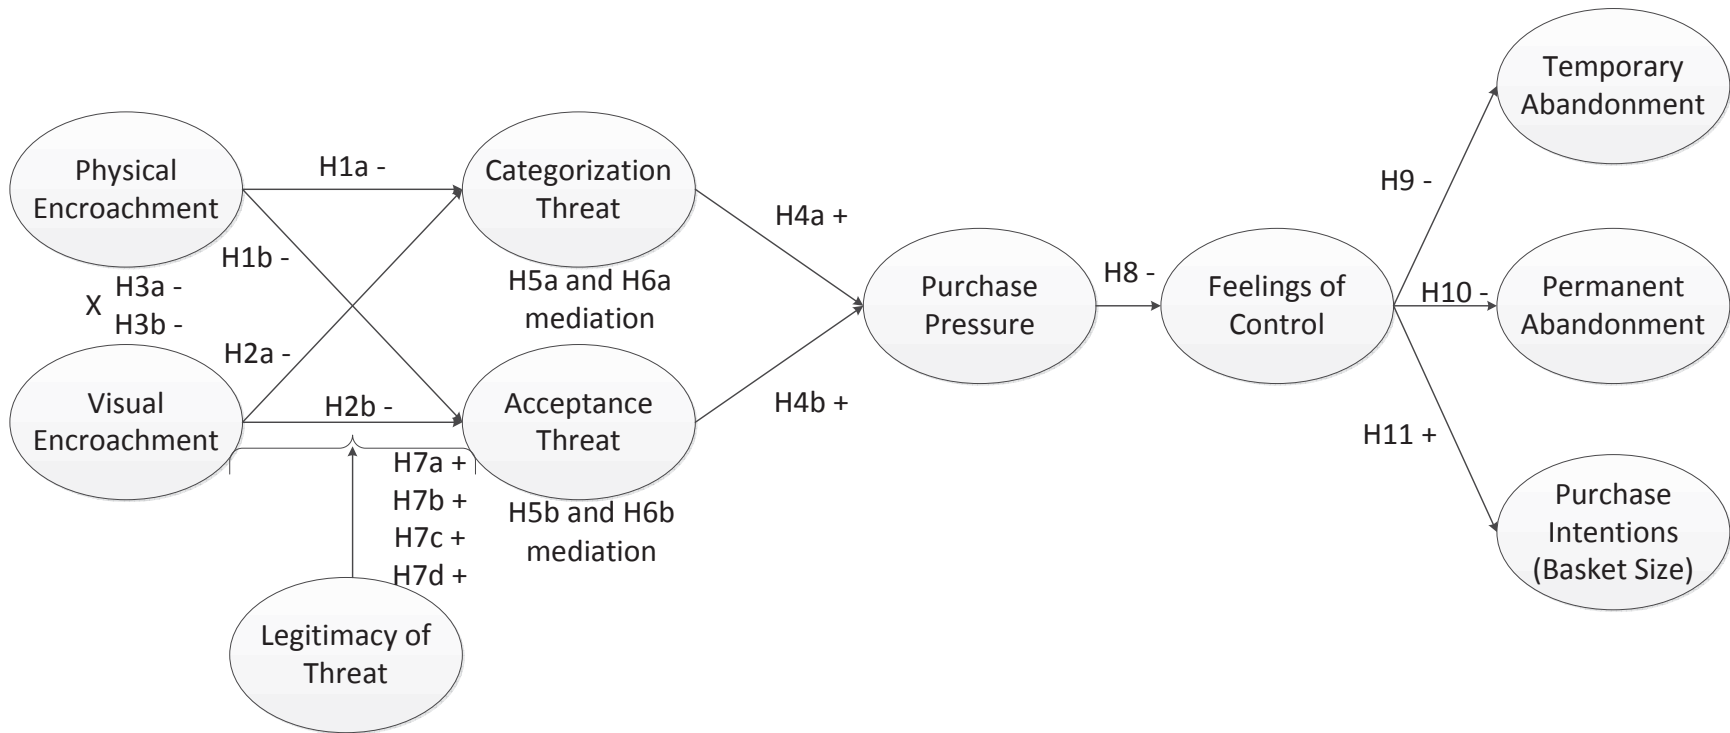 Physical
Encroachment
H1a -
H1b -
X
H3a -
H3b -
H2a -
Visual
Encroachment
H2b -
Categorization
Threat
H5a and H6a
mediation
Acceptance
Threat
H5b and H6b
mediation
H7a +
H7b +
H7c +
H7d +
Legitimacy of
Threat
H4a +
H4b +
Purchase
Pressure
H8 -
Feelings of
Control
H9 -
H10 -
H11 +
Temporary
Abandonment
Permanent
Abandonment
Purchase
Intentions
(Basket Size)